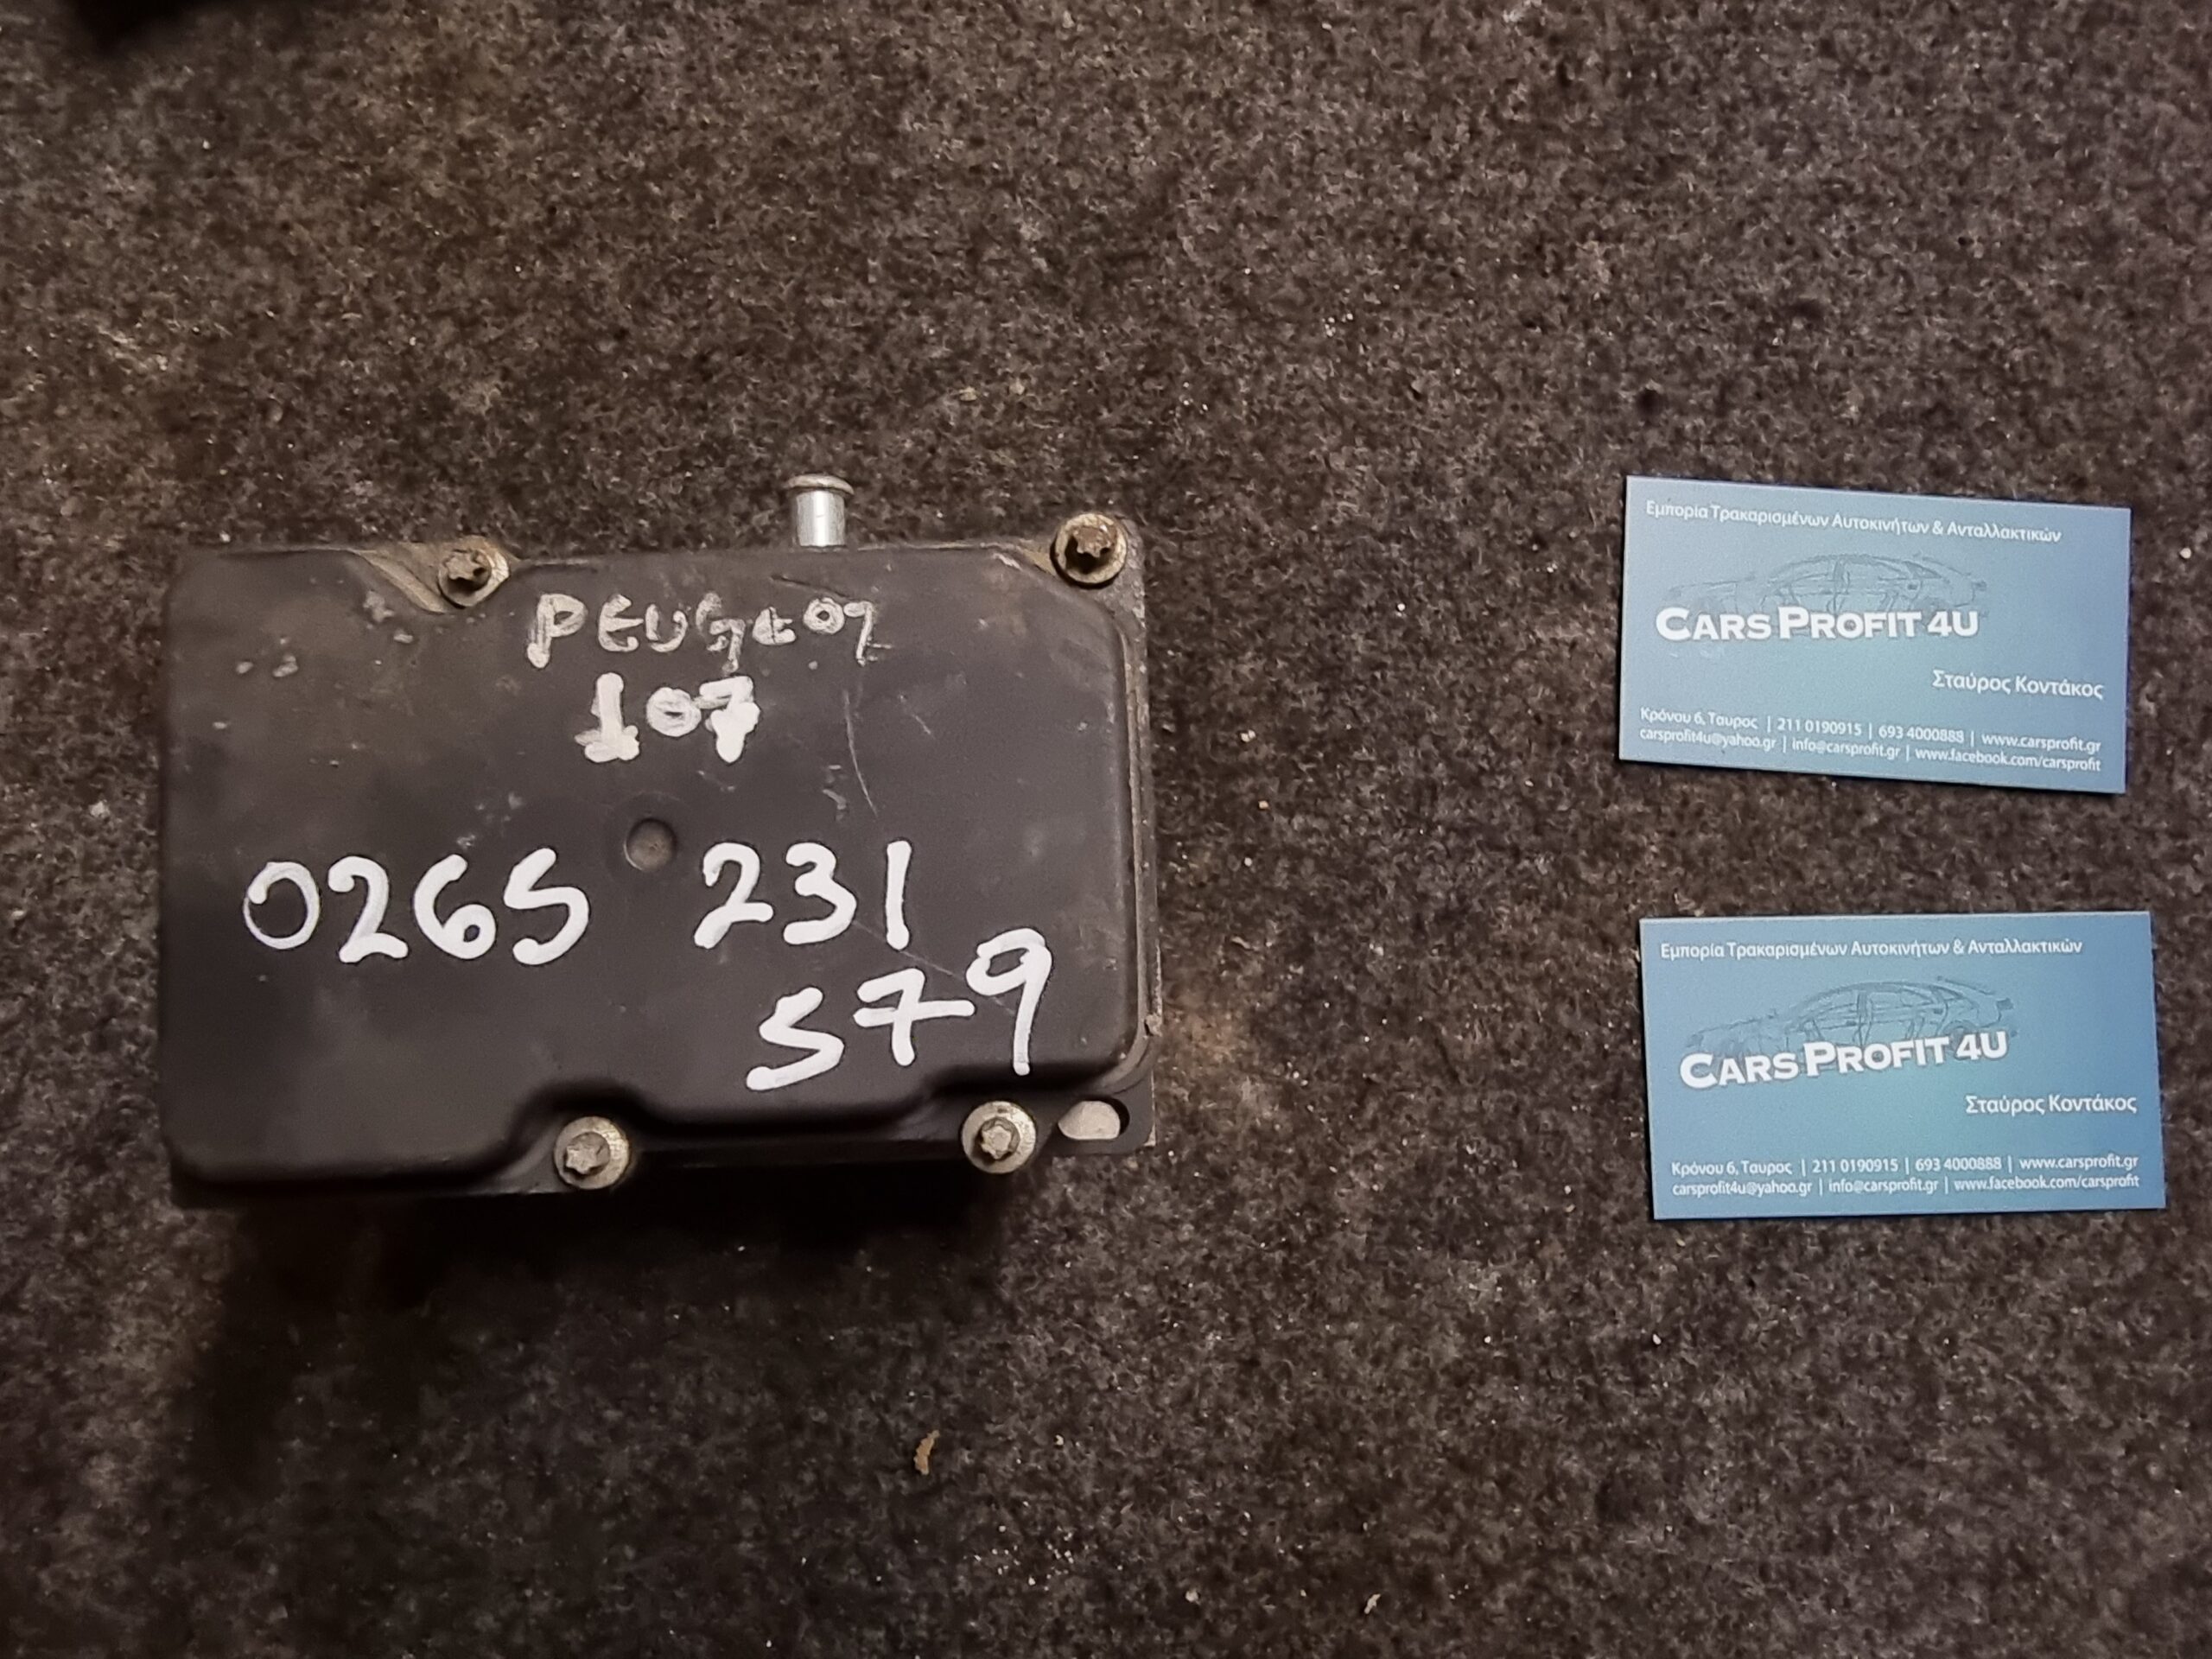 PEUGEOT
107
0265 231
579
Εμπορία Τρακαρισμένων Αυτοκινήτων & Ανταλλακτικών
CARS PROFIT 4U
Σταύρος Κοντάκος
Κρόνου 6, Ταυρος | 211 0190915 | 693 4000888 | www.carsprofit.gr
carsprofit4u@yahoo.gr | info@carsprofit.gr | www.facebook.com/carsprofit
Εμπορία Τρακαρισμένων Αυτοκινήτων & Ανταλλακτικών
CARS PROFIT 4U
Σταύρος Κοντάκος
Κρόνου 6, Ταυρος | 211 0190915 | 693 4000888 | www.carsprofit.gr
carsprofit4u@yahoo.gr | info@carsprofit.gr | www.facebook.com/carsprofit